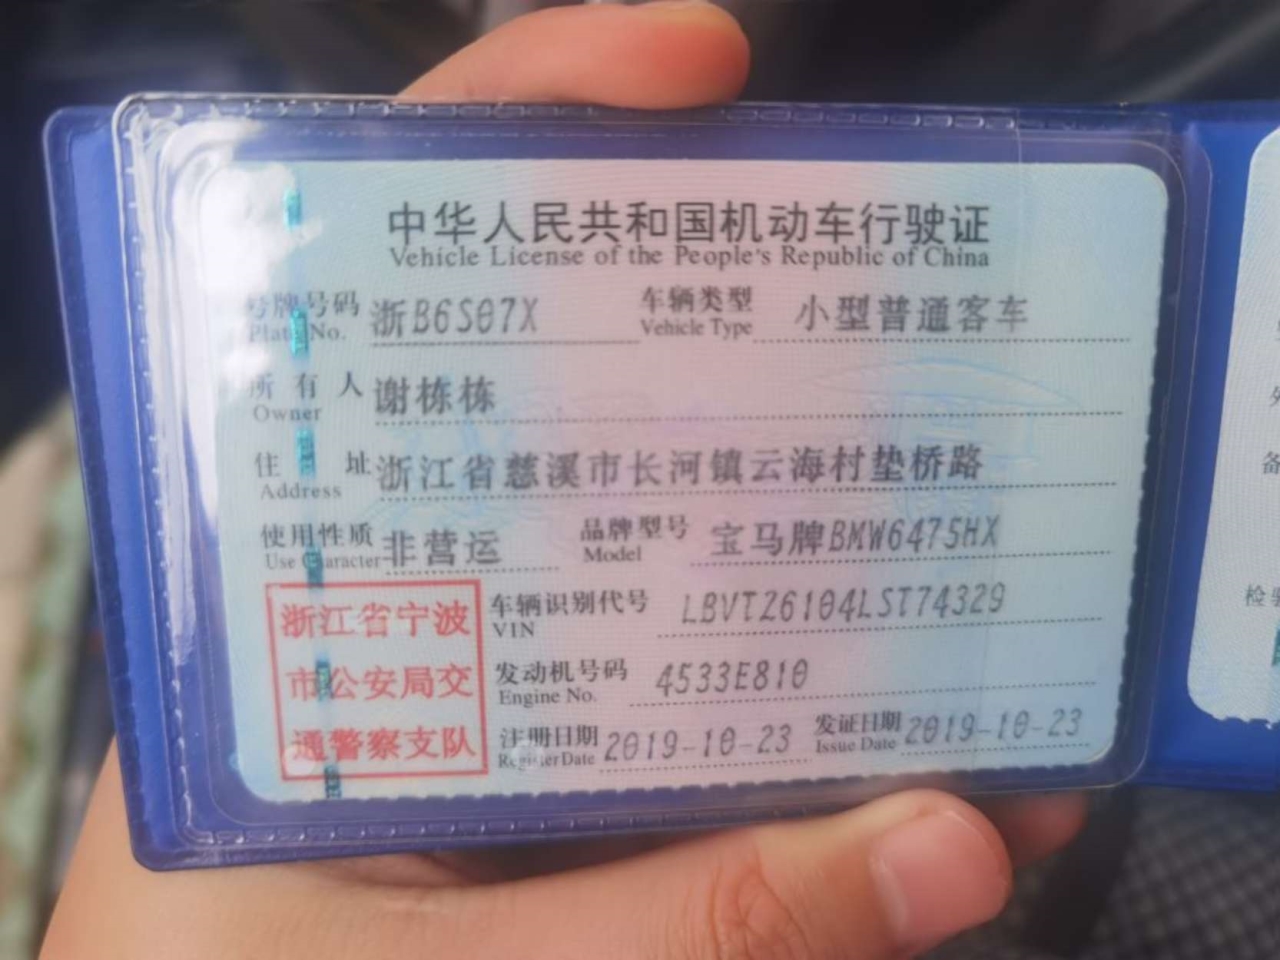 中华人民共和国机动车行驶证
Vehicle License of the People's Republic of China
号牌号码 浙B6S07X 车辆类型 小型普通客车
Plate No. Vehicle Type
所有人 谢栋栋
Owner
住址 浙江省慈溪市长河镇云海村垫桥路
Address
使用性质 非营运 品牌型号 宝马牌BMW6475HX
Use Character Model
浙江省宁波
市公安局交
通警察支队
车辆识别代号 LBVTZ6104LST74329
VIN
发动机号码 4533E810
Engine No.
注册日期 2019-10-23 发证日期 2019-10-23
Register Date Issue Date
备
检验